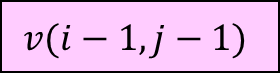 v(i − 1, j − 1)